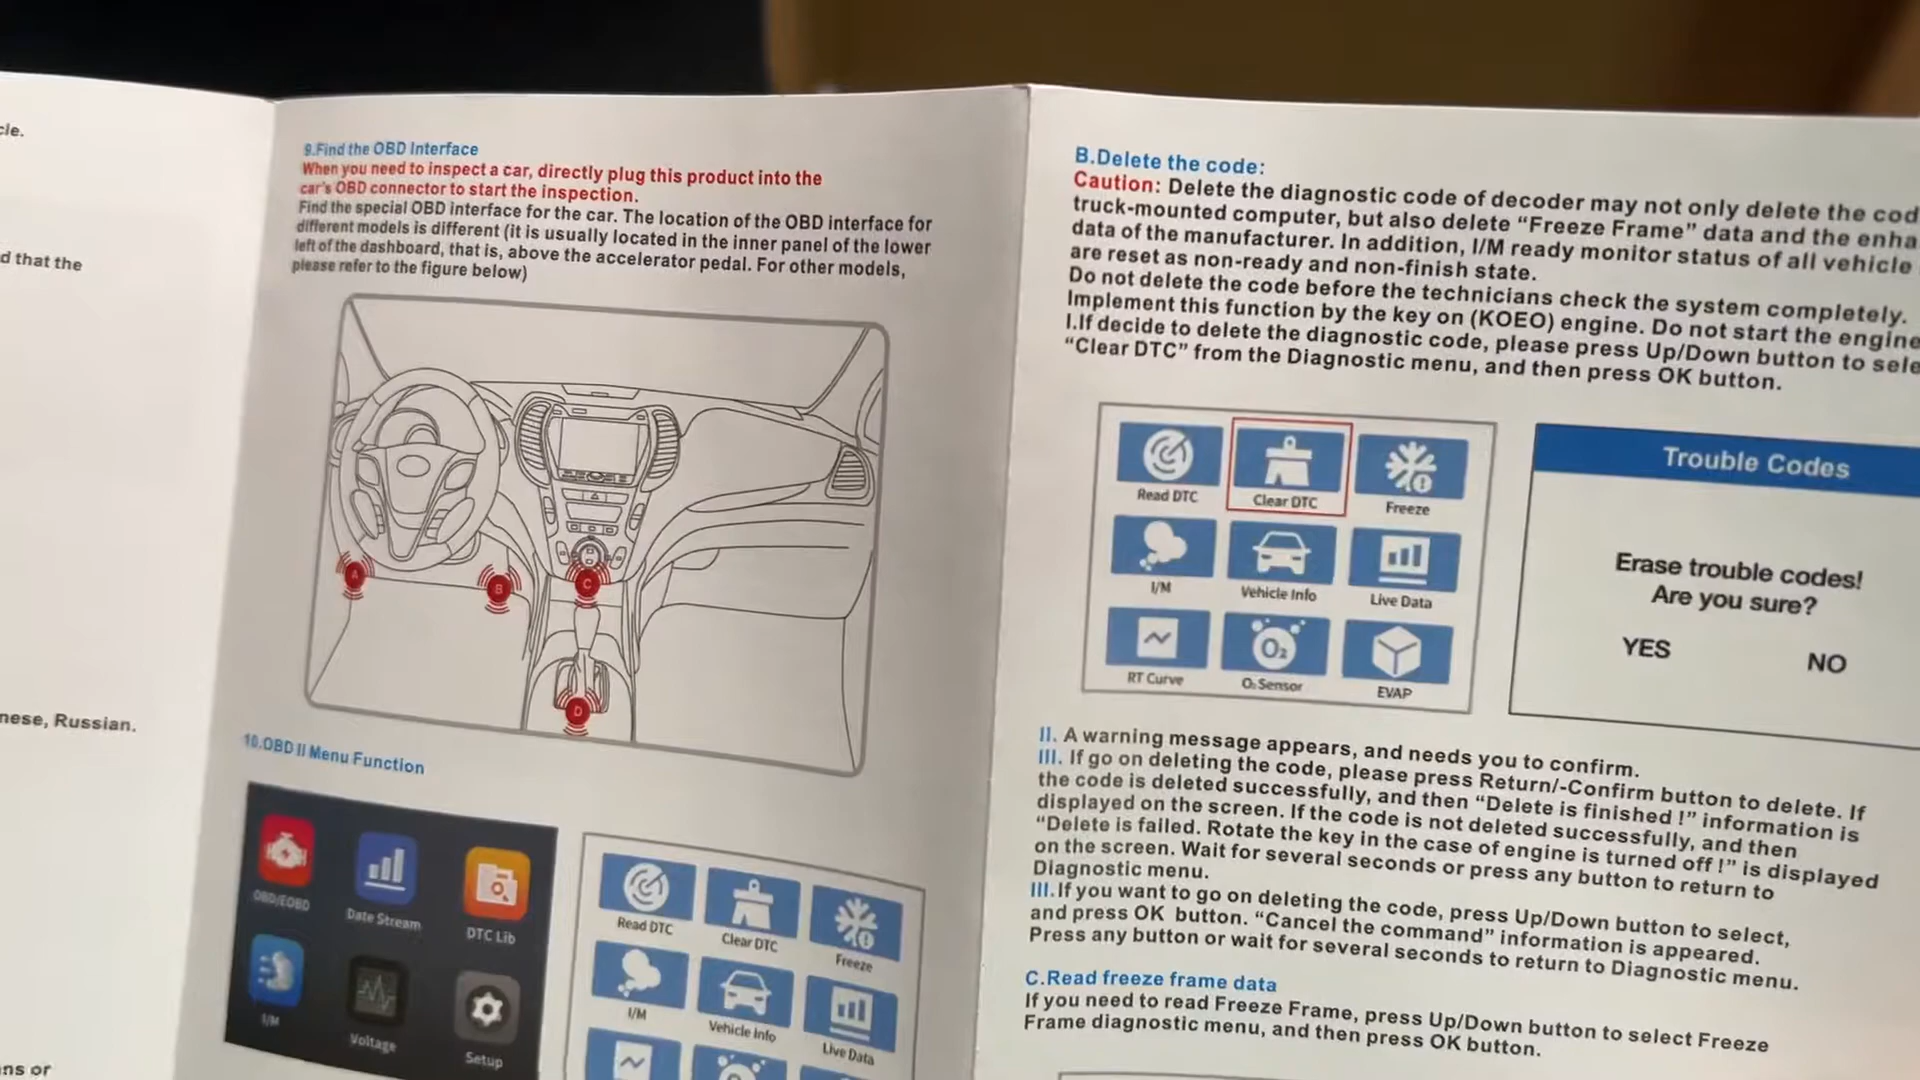 cle.
d that the
nese, Russian.
ns or
9.Find the OBD Interface
When you need to inspect a car, directly plug this product into the
car's OBD connector to start the inspection.
Find the special OBD interface for the car. The location of the OBD interface for
different models is different (it is usually located in the inner panel of the lower
left of the dashboard, that is, above the accelerator pedal. For other models,
please refer to the figure below)
A
B
C
D
10.OBD II Menu Function
OBD/EOBD
Date Stream
DTC Lib
I/M
Voltage
Setup
Read DTC
Clear DTC
Freeze
I/M
Vehicle Info
Live Data
B.Delete the code:
Caution: Delete the diagnostic code of decoder may not only delete the cod
truck-mounted computer, but also delete “Freeze Frame” data and the enha
data of the manufacturer. In addition, I/M ready monitor status of all vehicle
are reset as non-ready and non-finish state.
Do not delete the code before the technicians check the system completely.
Implement this function by the key on (KOEO) engine. Do not start the engine
I.If decide to delete the diagnostic code, please press Up/Down button to sele
“Clear DTC” from the Diagnostic menu, and then press OK button.
Read DTC
Clear DTC
Freeze
I/M
Vehicle Info
Live Data
RT Curve
O₂
O₂ Sensor
EVAP
Trouble Codes
Erase trouble codes!
Are you sure?
YES
NO
II. A warning message appears, and needs you to confirm.
III. If go on deleting the code, please press Return/-Confirm button to delete. If
the code is deleted successfully, and then “Delete is finished !” information is
displayed on the screen. If the code is not deleted successfully, and then
“Delete is failed. Rotate the key in the case of engine is turned off !” is displayed
on the screen. Wait for several seconds or press any button to return to
Diagnostic menu.
III.If you want to go on deleting the code, press Up/Down button to select,
and press OK button. “Cancel the command” information is appeared.
Press any button or wait for several seconds to return to Diagnostic menu.
C.Read freeze frame data
If you need to read Freeze Frame, press Up/Down button to select Freeze
Frame diagnostic menu, and then press OK button.